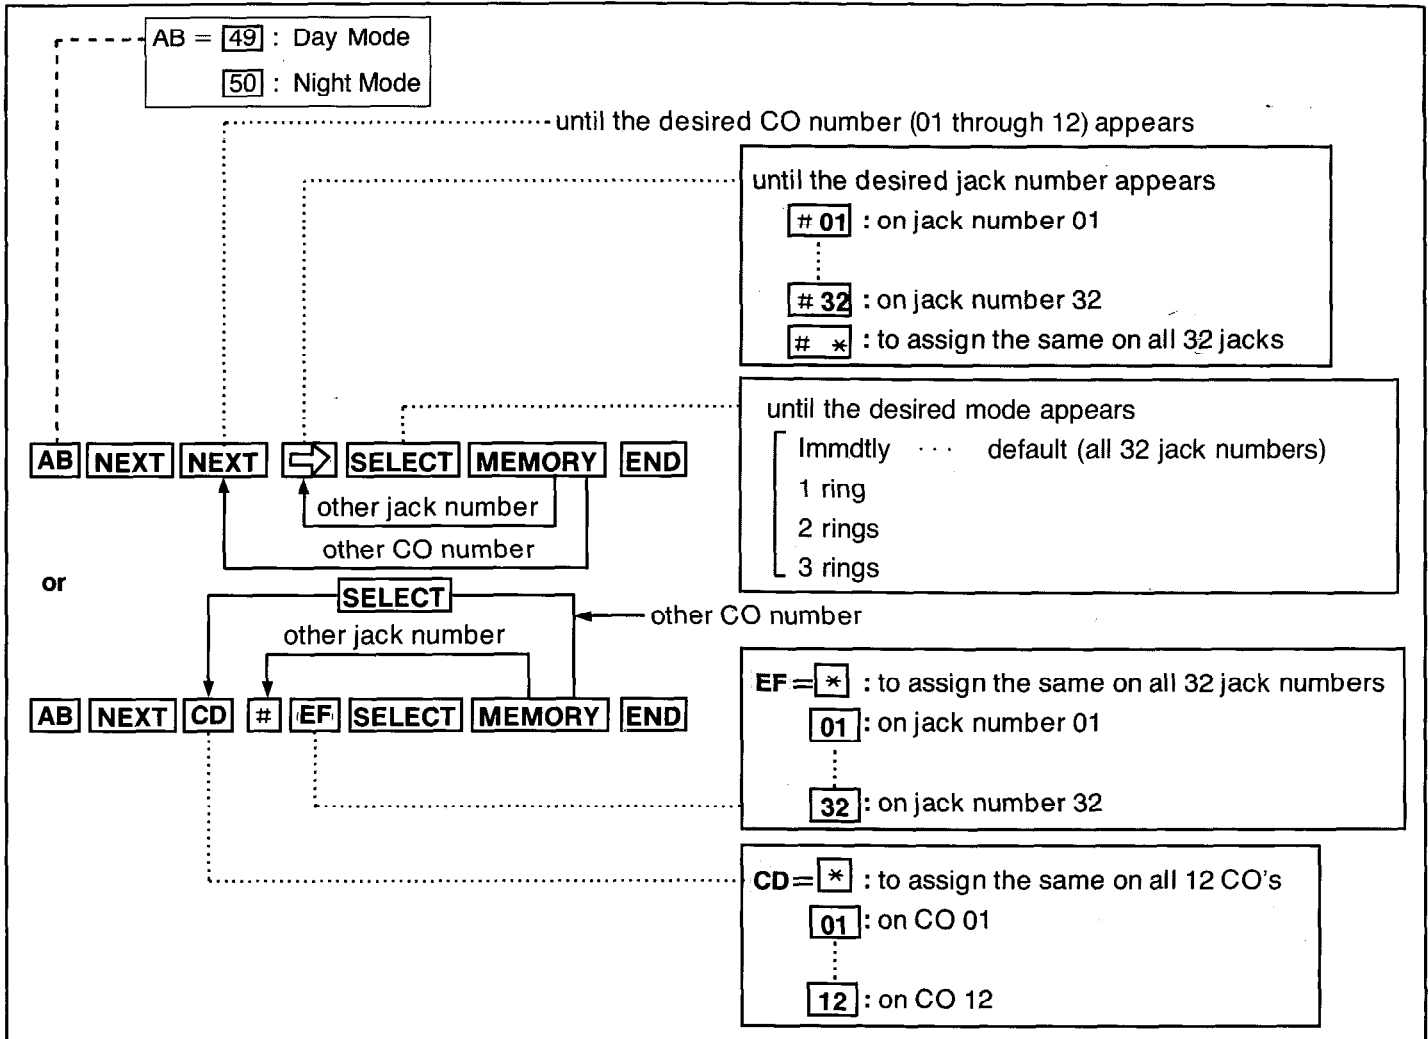 AB = 49 : Day Mode
50 : Night Mode
until the desired CO number (01 through 12) appears
until the desired jack number appears
# 01 : on jack number 01
# 32 : on jack number 32
# * : to assign the same on all 32 jacks
until the desired mode appears
Immdtly ··· default (all 32 jack numbers)
1 ring
2 rings
3 rings
AB NEXT NEXT ⇨ SELECT MEMORY END
other jack number
other CO number
or
SELECT
other CO number
other jack number
AB NEXT CD # EF SELECT MEMORY END
EF = * : to assign the same on all 32 jack numbers
01 : on jack number 01
32 : on jack number 32
CD = * : to assign the same on all 12 CO's
01 : on CO 01
12 : on CO 12